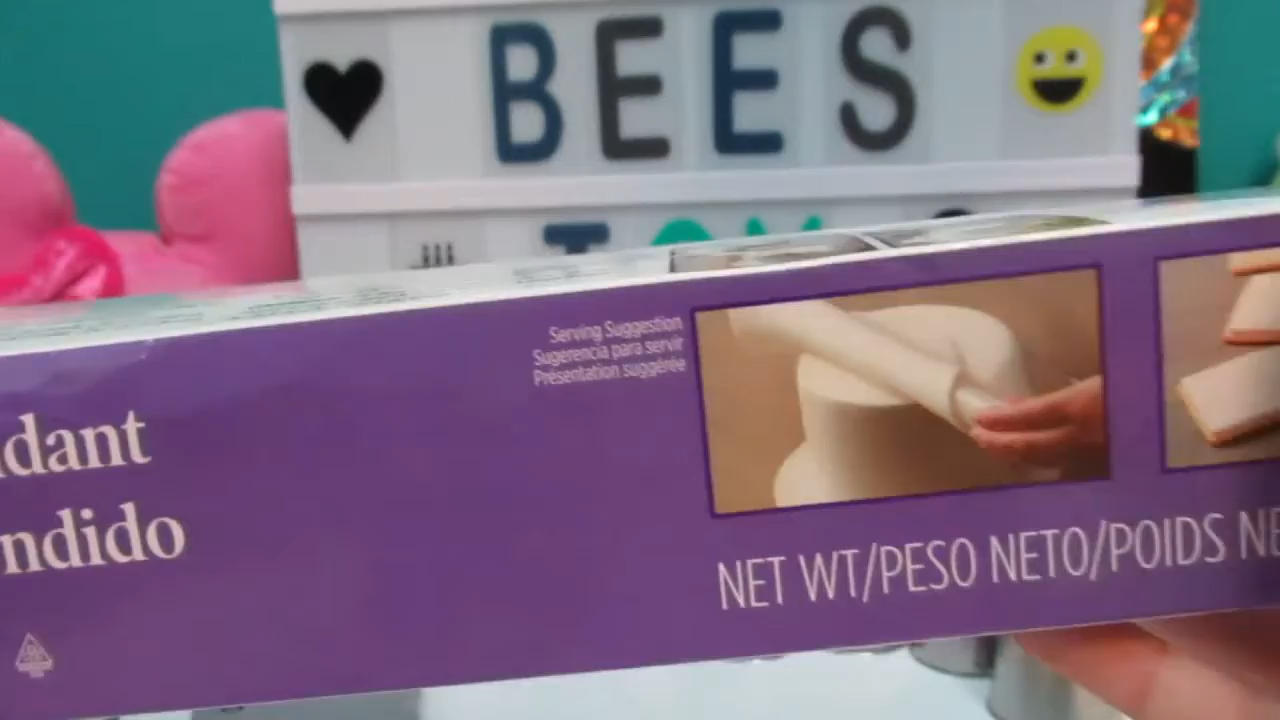 BEES
Serving Suggestion
Sugerencia para servir
Présentation suggérée
dant
ndido
NET WT/PESO NETO/POIDS NE